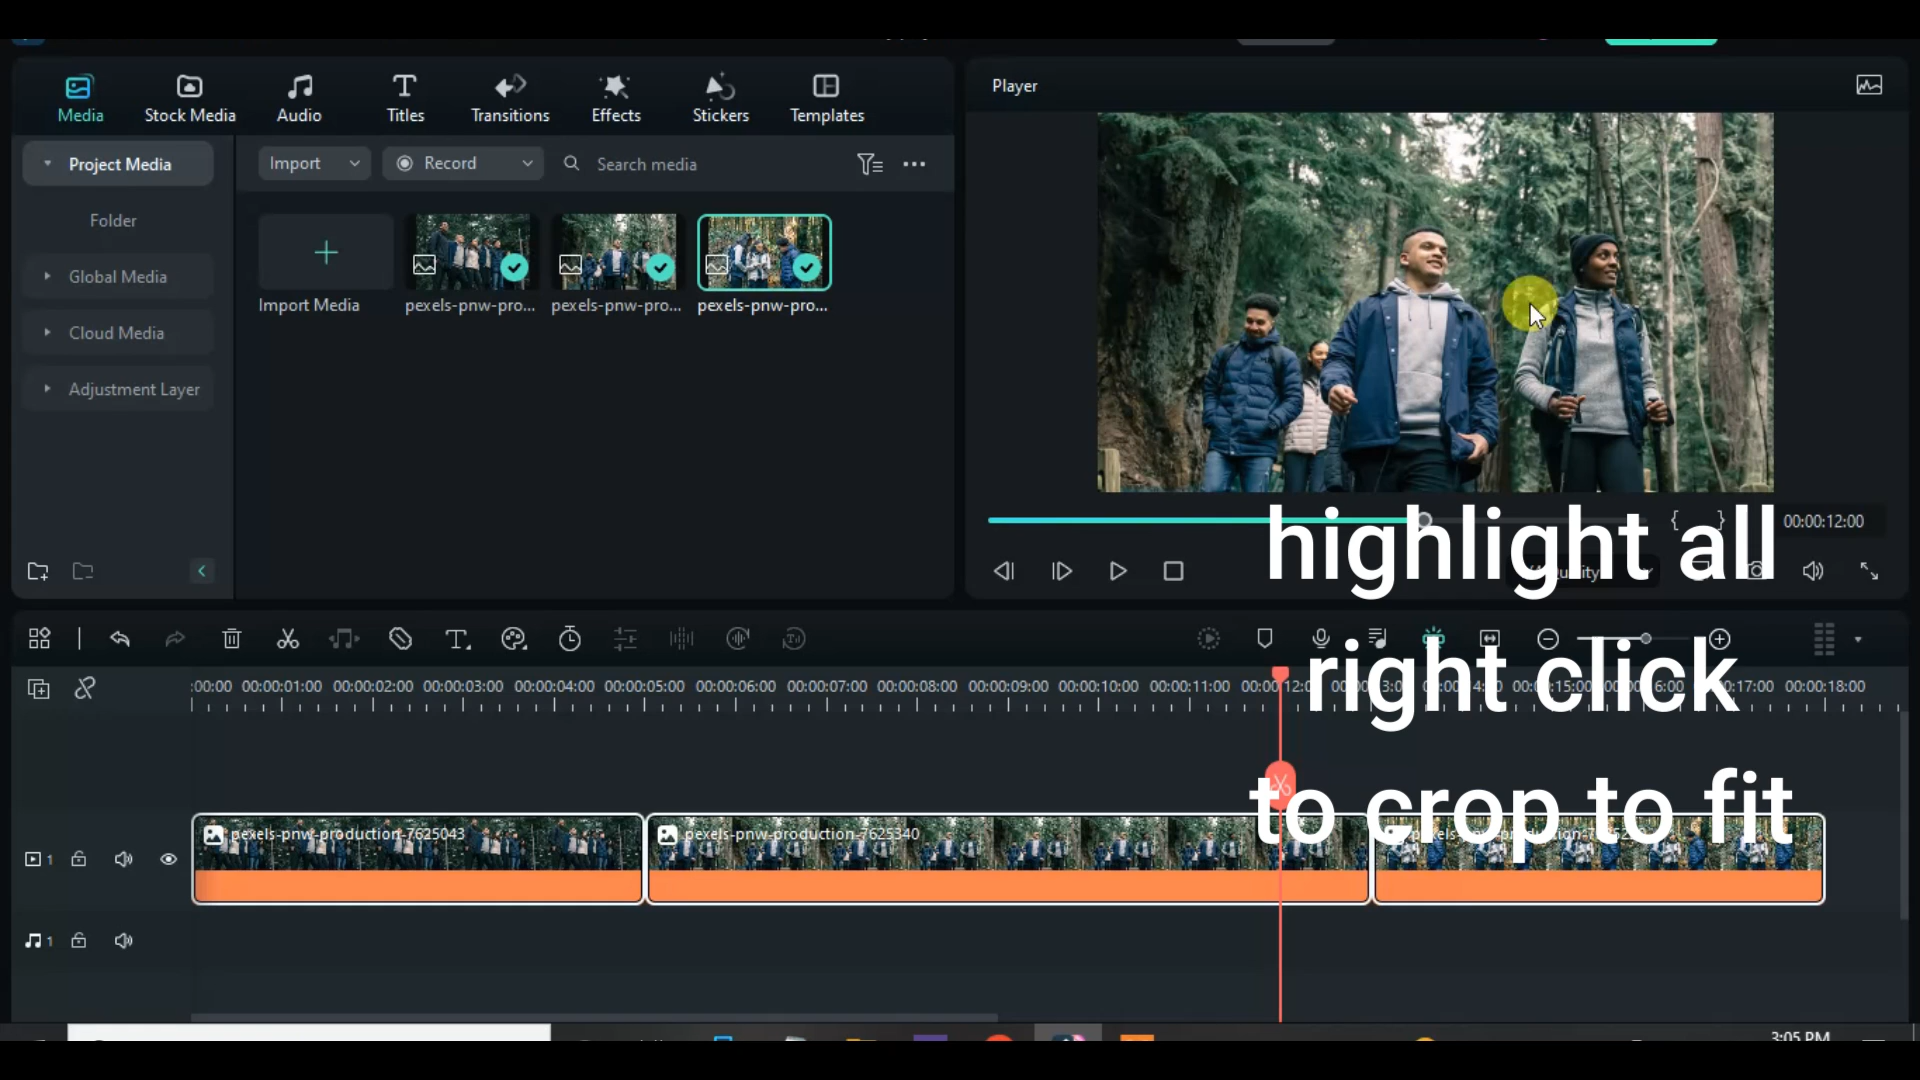 Media
Stock Media
Audio
Titles
Transitions
Effects
Stickers
Templates
Player
Project Media
Import
Record
Search media
Folder
Global Media
Cloud Media
Adjustment Layer
Import Media
pexels-pnw-pro...
pexels-pnw-pro...
pexels-pnw-pro...
00:00:12:00
highlight all
right click
to crop to fit
:00:00 00:00:01:00 00:00:02:00 00:00:03:00 00:00:04:00 00:00:05:00 00:00:06:00 00:00:07:00 00:00:08:00 00:00:09:00 00:00:10:00 00:00:11:00 00:00:18:00
pexels-pnw-production-7625043
pexels-pnw-production-7625340
1
1
3:05 PM